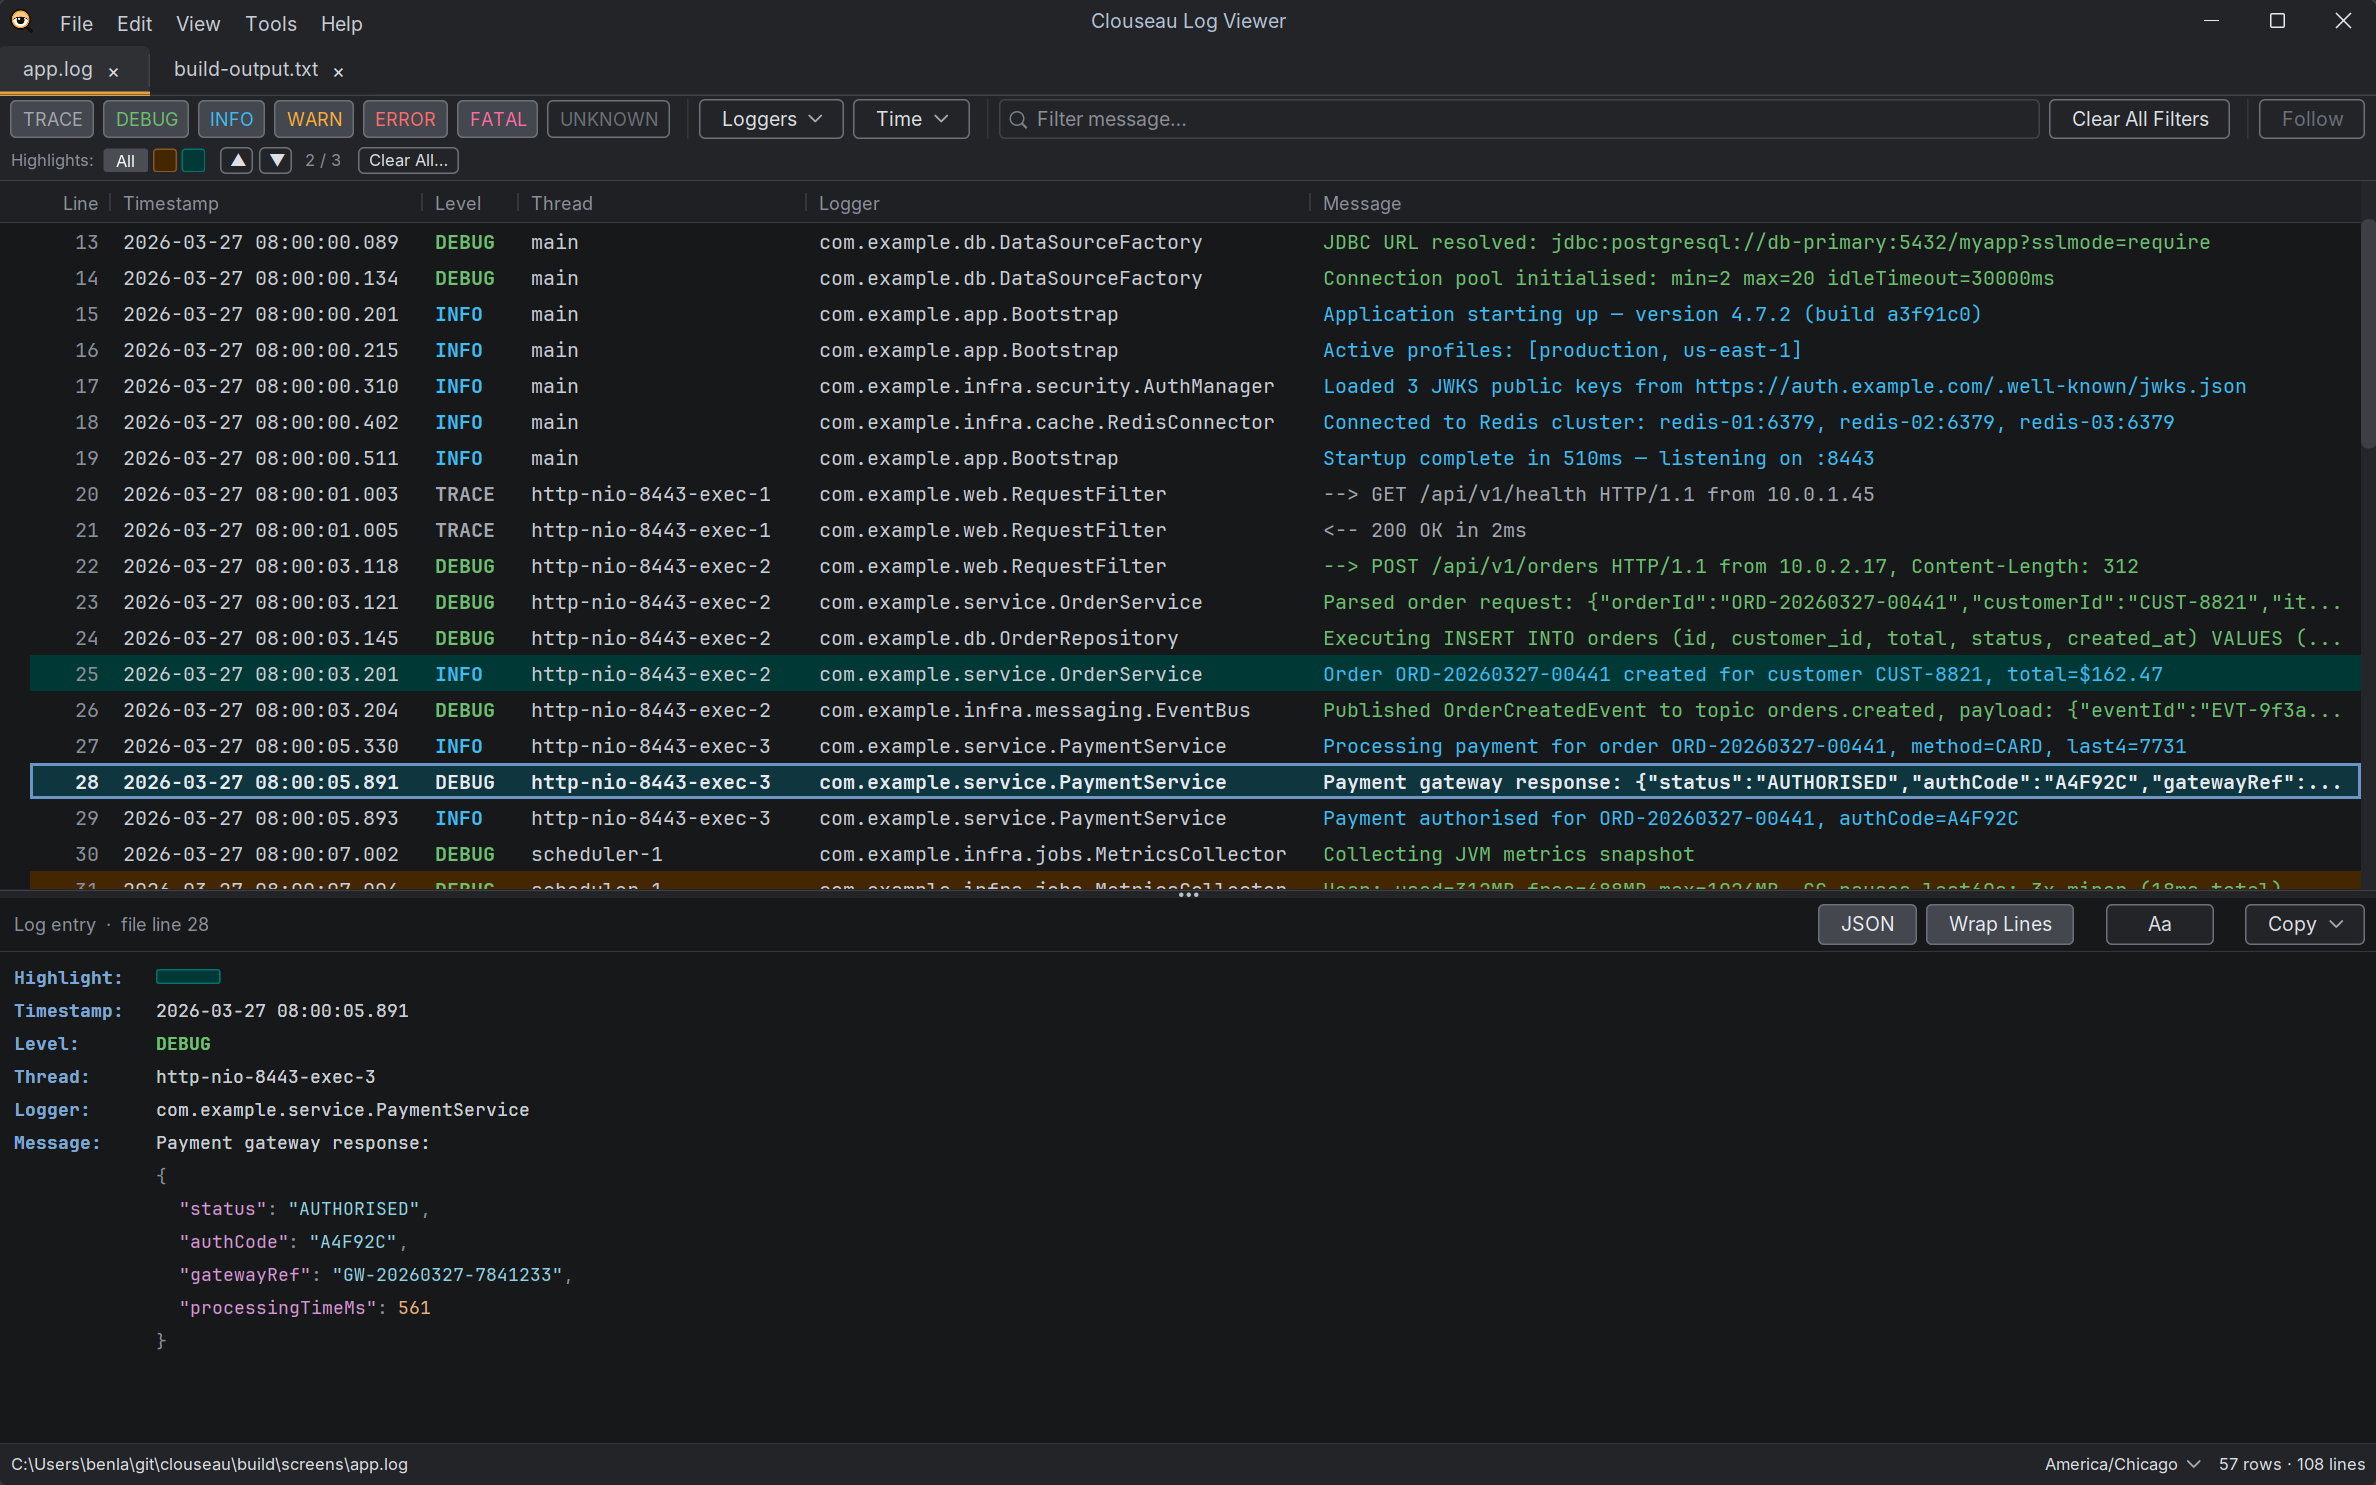 File Edit View Tools Help
Clouseau Log Viewer
app.log × build-output.txt ×
TRACE DEBUG INFO WARN ERROR FATAL UNKNOWN Loggers Time Filter message... Clear All Filters Follow
Highlights: All ▲ ▼ 2 / 3 Clear All...
Line Timestamp Level Thread Logger Message
13 2026-03-27 08:00:00.089 DEBUG main com.example.db.DataSourceFactory JDBC URL resolved: jdbc:postgresql://db-primary:5432/myapp?sslmode=require
14 2026-03-27 08:00:00.134 DEBUG main com.example.db.DataSourceFactory Connection pool initialised: min=2 max=20 idleTimeout=30000ms
15 2026-03-27 08:00:00.201 INFO main com.example.app.Bootstrap Application starting up — version 4.7.2 (build a3f91c0)
16 2026-03-27 08:00:00.215 INFO main com.example.app.Bootstrap Active profiles: [production, us-east-1]
17 2026-03-27 08:00:00.310 INFO main com.example.infra.security.AuthManager Loaded 3 JWKS public keys from https://auth.example.com/.well-known/jwks.json
18 2026-03-27 08:00:00.402 INFO main com.example.infra.cache.RedisConnector Connected to Redis cluster: redis-01:6379, redis-02:6379, redis-03:6379
19 2026-03-27 08:00:00.511 INFO main com.example.app.Bootstrap Startup complete in 510ms — listening on :8443
20 2026-03-27 08:00:01.003 TRACE http-nio-8443-exec-1 com.example.web.RequestFilter --> GET /api/v1/health HTTP/1.1 from 10.0.1.45
21 2026-03-27 08:00:01.005 TRACE http-nio-8443-exec-1 com.example.web.RequestFilter <-- 200 OK in 2ms
22 2026-03-27 08:00:03.118 DEBUG http-nio-8443-exec-2 com.example.web.RequestFilter --> POST /api/v1/orders HTTP/1.1 from 10.0.2.17, Content-Length: 312
23 2026-03-27 08:00:03.121 DEBUG http-nio-8443-exec-2 com.example.service.OrderService Parsed order request: {"orderId":"ORD-20260327-00441","customerId":"CUST-8821","it...
24 2026-03-27 08:00:03.145 DEBUG http-nio-8443-exec-2 com.example.db.OrderRepository Executing INSERT INTO orders (id, customer_id, total, status, created_at) VALUES (...
25 2026-03-27 08:00:03.201 INFO http-nio-8443-exec-2 com.example.service.OrderService Order ORD-20260327-00441 created for customer CUST-8821, total=$162.47
26 2026-03-27 08:00:03.204 DEBUG http-nio-8443-exec-2 com.example.infra.messaging.EventBus Published OrderCreatedEvent to topic orders.created, payload: {"eventId":"EVT-9f3a...
27 2026-03-27 08:00:05.330 INFO http-nio-8443-exec-3 com.example.service.PaymentService Processing payment for order ORD-20260327-00441, method=CARD, last4=7731
28 2026-03-27 08:00:05.891 DEBUG http-nio-8443-exec-3 com.example.service.PaymentService Payment gateway response: {"status":"AUTHORISED","authCode":"A4F92C","gatewayRef":...
29 2026-03-27 08:00:05.893 INFO http-nio-8443-exec-3 com.example.service.PaymentService Payment authorised for ORD-20260327-00441, authCode=A4F92C
30 2026-03-27 08:00:07.002 DEBUG scheduler-1 com.example.infra.jobs.MetricsCollector Collecting JVM metrics snapshot
31 2026-03-27 DEBUG scheduler-1 com.example.infra.jobs.MetricsCollector
Log entry · file line 28 JSON Wrap Lines Aa Copy
Highlight:
Timestamp: 2026-03-27 08:00:05.891
Level: DEBUG
Thread: http-nio-8443-exec-3
Logger: com.example.service.PaymentService
Message: Payment gateway response:
{
"status": "AUTHORISED",
"authCode": "A4F92C",
"gatewayRef": "GW-20260327-7841233",
"processingTimeMs": 561
}
C:\Users\benla\git\clouseau\build\screens\app.log America/Chicago 57 rows · 108 lines